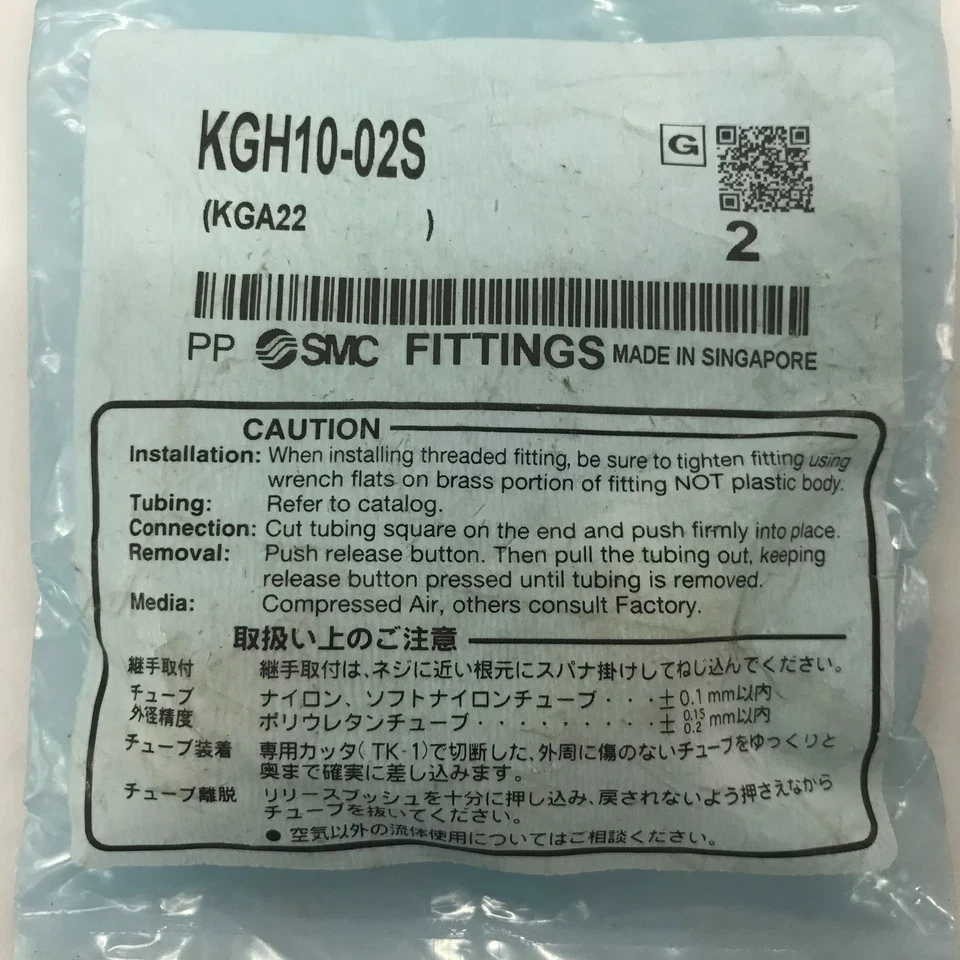 KGH10-02S
G
(KGA22 )
2
PP SMC FITTINGS MADE IN SINGAPORE
CAUTION
Installation: When installing threaded fitting, be sure to tighten fitting using
wrench flats on brass portion of fitting NOT plastic body.
Tubing: Refer to catalog.
Connection: Cut tubing square on the end and push firmly into place.
Removal: Push release button. Then pull the tubing out, keeping
release button pressed until tubing is removed.
Media: Compressed Air, others consult Factory.
取扱い上のご注意
継手取付 継手取付は、ネジに近い根元にスパナ掛けしてねじ込んでください。
チューブ ナイロン、ソフトナイロンチューブ・・・±0.1mm以内
外径精度 ポリウレタンチューブ・・・・・・・・・± 0.15 0.2 mm以内
チューブ装着 専用カッタ(TK-1)で切断した、外周に傷のないチューブをゆっくりと
奥まで確実に差し込みます。
チューブ離脱 リリースブッシュを十分に押し込み、戻されないよう押さえながら
チューブを抜いてください。
●空気以外の流体使用についてはご相談ください。